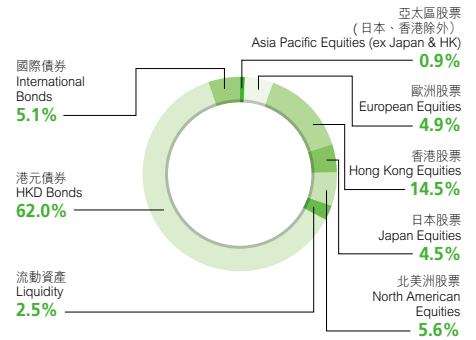 亞太區股票
(日本、香港除外)
Asia Pacific Equities (ex Japan & HK)
0.9%
歐洲股票
European Equities
4.9%
香港股票
Hong Kong Equities
14.5%
日本股票
Japan Equities
4.5%
北美洲股票
North American
Equities
5.6%
國際債券
International
Bonds
5.1%
港元債券
HKD Bonds
62.0%
流動資產
Liquidity
2.5%